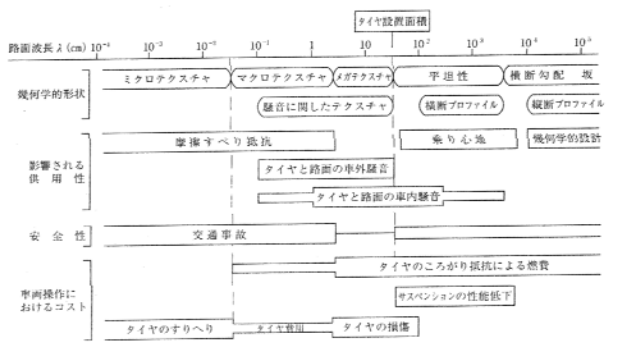 タイヤ設置面積
路面波長λ(cm) 10⁻⁴ 10⁻³ 10⁻² 10⁻¹ 1 10 10² 10³ 10⁴ 10⁻⁵
幾何学的形状
ミクロテクスチャ マクロテクスチャ メガテクスチャ 平坦性 横断勾配 坂
騒音に関したテクスチャ 横断プロファイル 縦断プロファイル
影響される
供用性
摩擦すべり抵抗 乗り心地 幾何学的設計
タイヤと路面の車外騒音
タイヤと路面の車内騒音
安全性 交通事故
車両操作に
おけるコスト
タイヤのころがり抵抗による燃費
サスペンションの性能低下
タイヤのすりへり タイヤ費用 タイヤの損傷